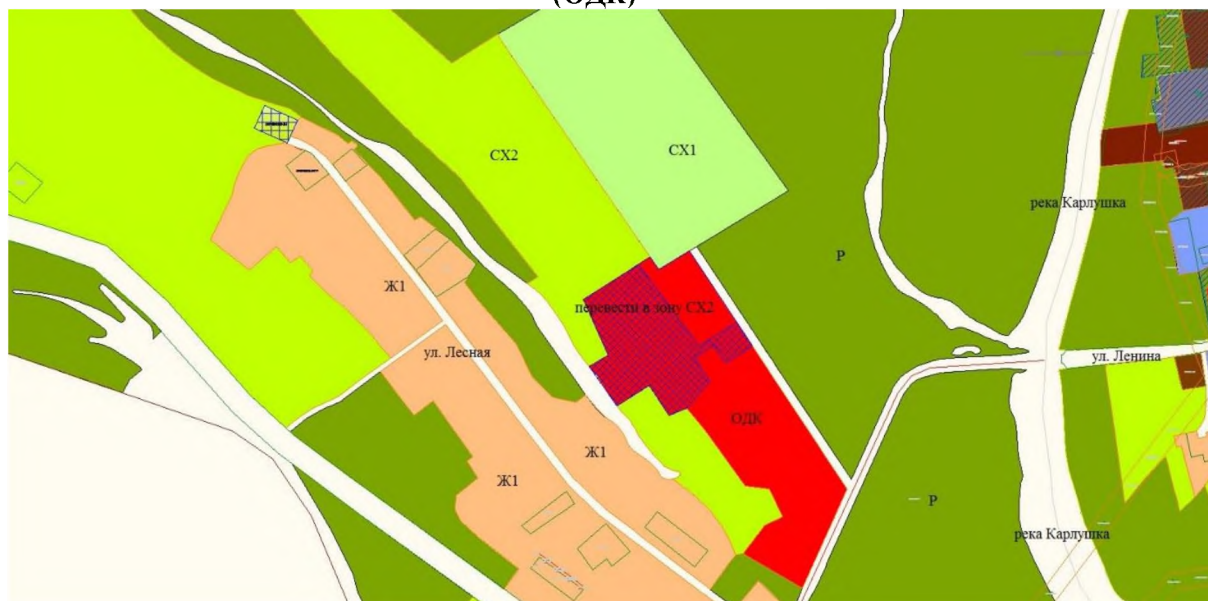 (ОДК)
СХ2
СХ1
река Карлушка
Р
Ж1
перевести в зону СХ2
ул. Лесная
ул. Ленина
ОДК
Ж1
Ж1
Р
река Карлушка